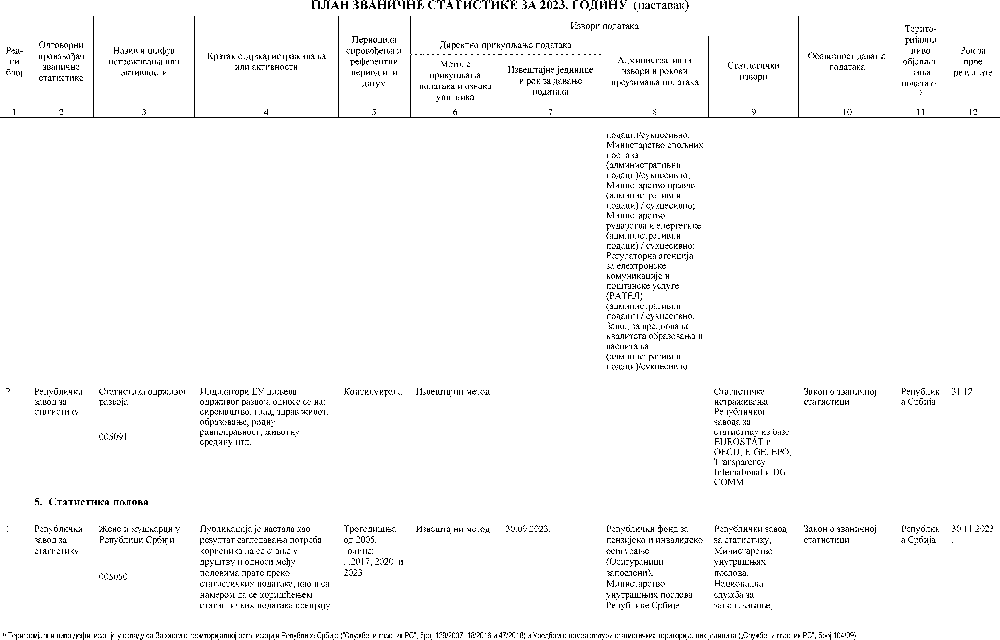 ПЛАН ЗВАНИЧНЕ СТАТИСТИКЕ ЗА 2023. ГОДИНУ (наставак)
Ред-
ни
број
Одговорни
произвођач
званичне
статистике
Назив и шифра
истраживања или
активности
Кратак садржај истраживања
или активности
Периодика
спровођења и
референтни
период или
датум
Извори података
Директно прикупљање података
Методе
прикупљања
података и ознака
упитника
Извештајне јединице
и рок за давање
података
Административни
извори и рокови
преузимања података
Статистички
извори
Обавезност давања
података
Терито-
ријални
ниво
објављи-
вања
података1
)
Рок за
прве
резултате
1 2 3 4 5 6 7 8 9 10 11 12
подаци)/сукцесивно;
Министарство спољних
послова
(административни
подаци)/сукцесивно;
Министарство правде
(административни
подаци) / сукцесивно;
Министарство
рударства и енергетике
(административни
подаци) / сукцесивно;
Регулаторна агенција
за електронске
комуникације и
поштанске услуге
(РАТЕЛ)
(административни
подаци) / сукцесивно,
Завод за вредновање
квалитета образовања и
васпитања
(административни
подаци)/сукцесивно
2
Републички
завод за
статистику
Статистика одрживог
развоја
005091
Индикатори ЕУ циљева
одрживог развоја односе се на:
сиромаштво, глад, здрав живот,
образовање, родну
равноправност, животну
средину итд.
Континуирана
Извештајни метод
Статистичка
истраживања
Републичког
завода за
статистику из базе
EUROSTAT и
OECD, EIGE, EPO,
Transparency
International и DG
COMM
Закон о званичној
статистици
Републик
а Србија
31.12.
5. Статистика полова
1
Републички
завод за
статистику
Жене и мушкарци у
Републици Србији
005050
Публикација је настала као
резултат сагледавања потреба
корисника да се стање у
друштву и односи међу
половима прате преко
статистичких података, као и са
намером да се коришћењем
статистичких података креирају
Трогодишња
од 2005.
године;
...2017, 2020. и
2023.
Извештајни метод
30.09.2023.
Републички фонд за
пензијско и инвалидско
осигурање
(Осигураници
запослени);
Министарство
унутрашњих послова
Републике Србије
Републички завод
за статистику,
Министарство
унутрашњих
послова,
Национална
служба за
запошљавање,
Закон о званичној
статистици
Републик
а Србија
30.11.2023
.
1) Територијални ниво дефинисан је у складу са Законом о територијалној организацији Републике Србије ("Службени гласник РС", број 129/2007, 18/2016 и 47/2018) и Уредбом о номенклатури статистичких територијалних јединица („Службени гласник РС", број 104/09).